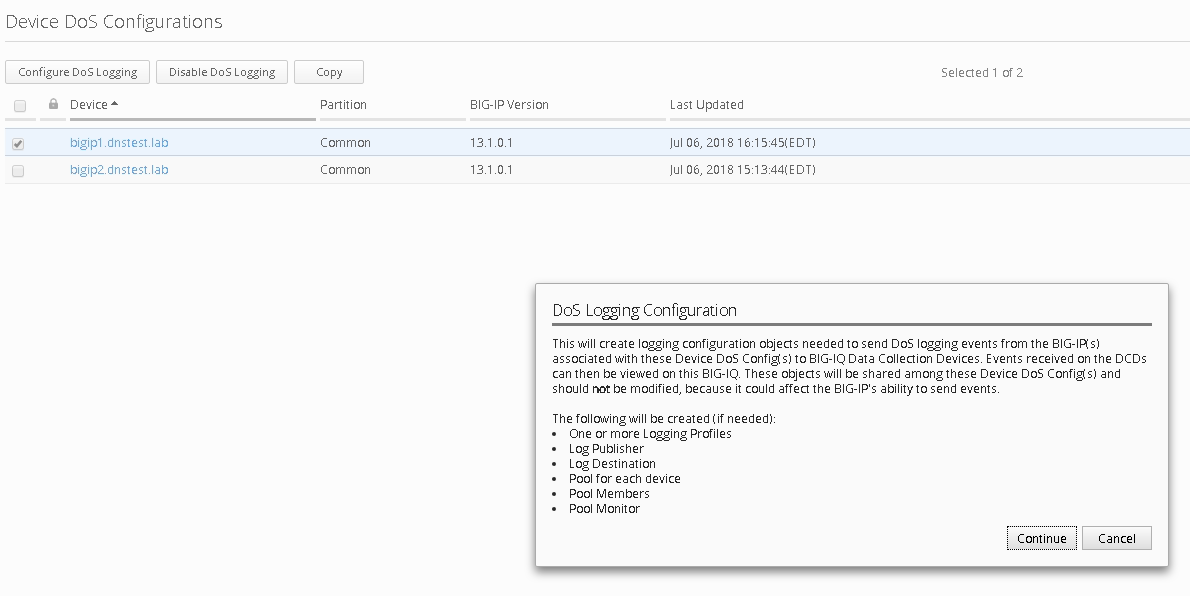 Device DoS Configurations
Configure DoS Logging Disable DoS Logging Copy Selected 1 of 2
Device Partition BIG-IP Version Last Updated
bigip1.dnstest.lab Common 13.1.0.1 Jul 06, 2018 16:15:45(EDT)
bigip2.dnstest.lab Common 13.1.0.1 Jul 06, 2018 15:13:44(EDT)
DoS Logging Configuration
This will create logging configuration objects needed to send DoS logging events from the BIG-IP(s)
associated with these Device DoS Config(s) to BIG-IQ Data Collection Devices. Events received on the DCDs
can then be viewed on this BIG-IQ. These objects will be shared among these Device DoS Config(s) and
should not be modified, because it could affect the BIG-IP's ability to send events.
The following will be created (if needed):
• One or more Logging Profiles
• Log Publisher
• Log Destination
• Pool for each device
• Pool Members
• Pool Monitor
Continue Cancel